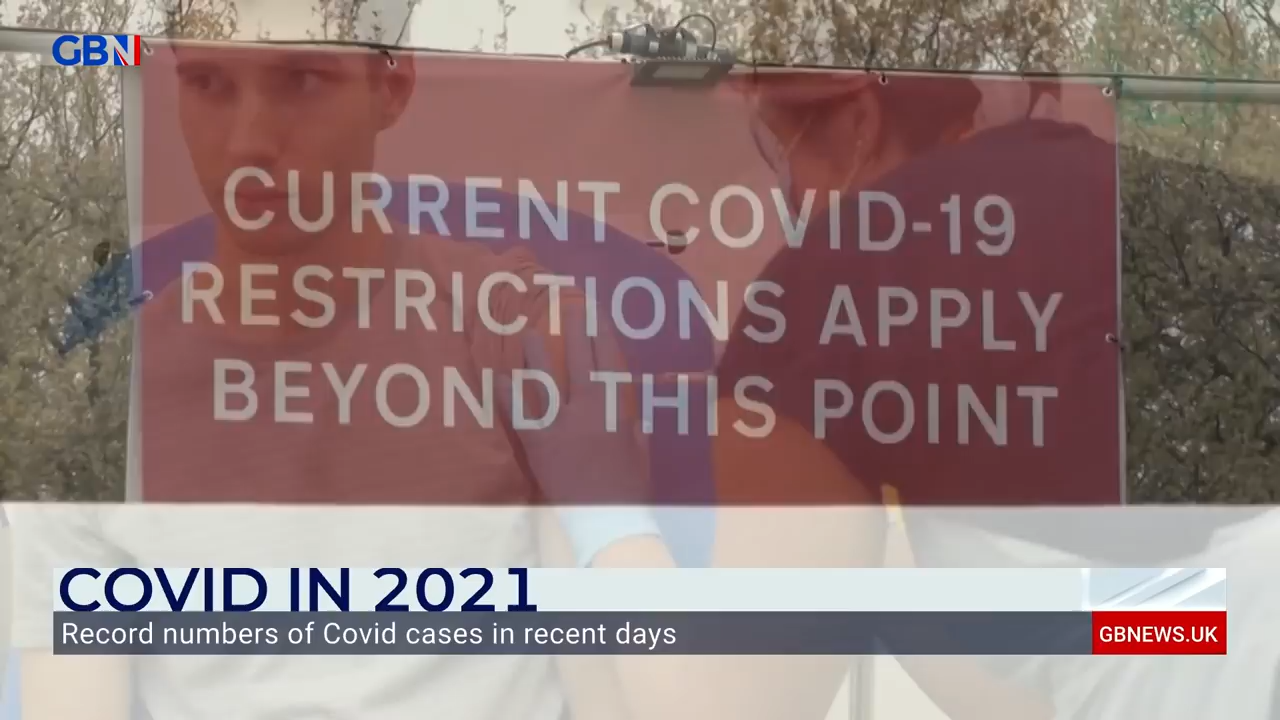 GBN
CURRENT COVID-19
RESTRICTIONS APPLY
BEYOND THIS POINT
COVID IN 2021
Record numbers of Covid cases in recent days
GBNEWS.UK